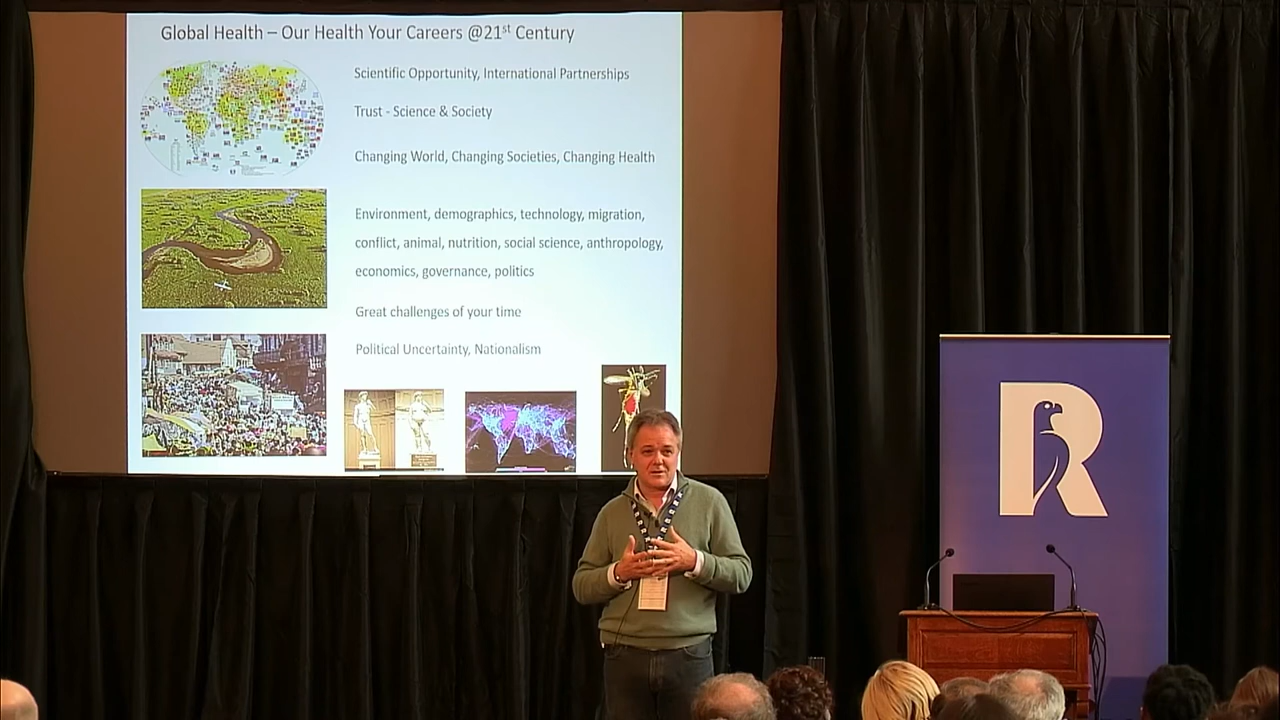 Global Health – Our Health Your Careers @21st Century
Scientific Opportunity, International Partnerships
Trust - Science & Society
Changing World, Changing Societies, Changing Health
Environment, demographics, technology, migration,
conflict, animal, nutrition, social science, anthropology,
economics, governance, politics
Great challenges of your time
Political Uncertainty, Nationalism
R